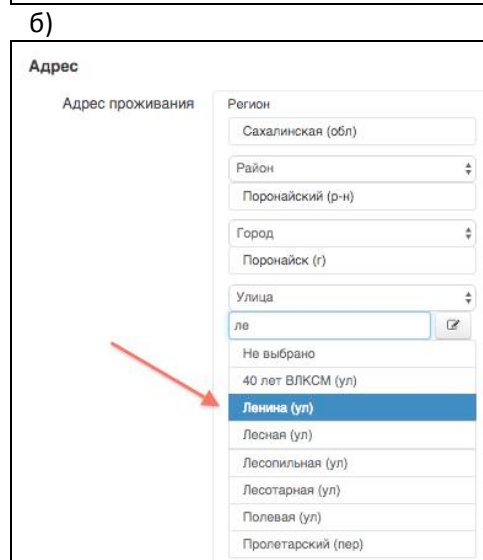 б)
Адрес
Адрес проживания Регион
Сахалинская (обл)
Район
Поронайский (р-н)
Город
Поронайск (г)
Улица
ле
Не выбрано
40 лет ВЛКСМ (ул)
Ленина (ул)
Лесная (ул)
Лесопильная (ул)
Лесотарная (ул)
Полевая (ул)
Пролетарский (пер)